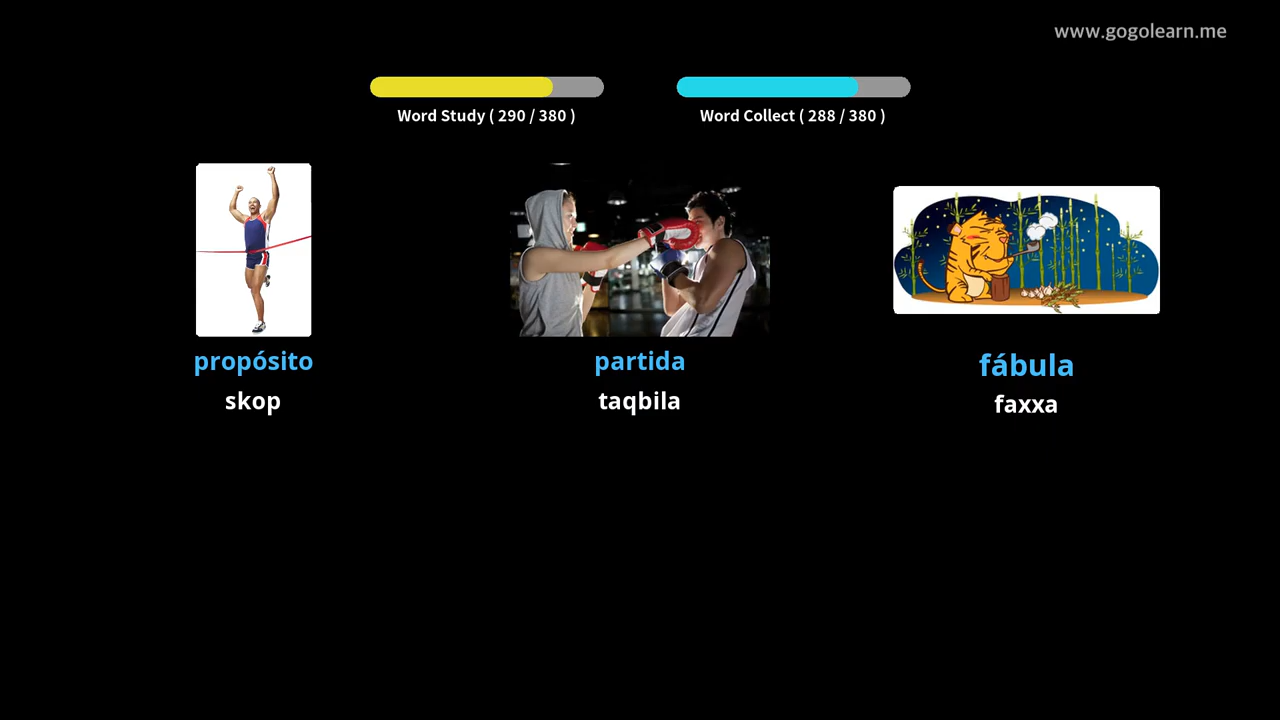 www.gogolearn.me
Word Study ( 290 / 380 )
Word Collect ( 288 / 380 )
propósito
skop
partida
taqbila
fábula
faxxa